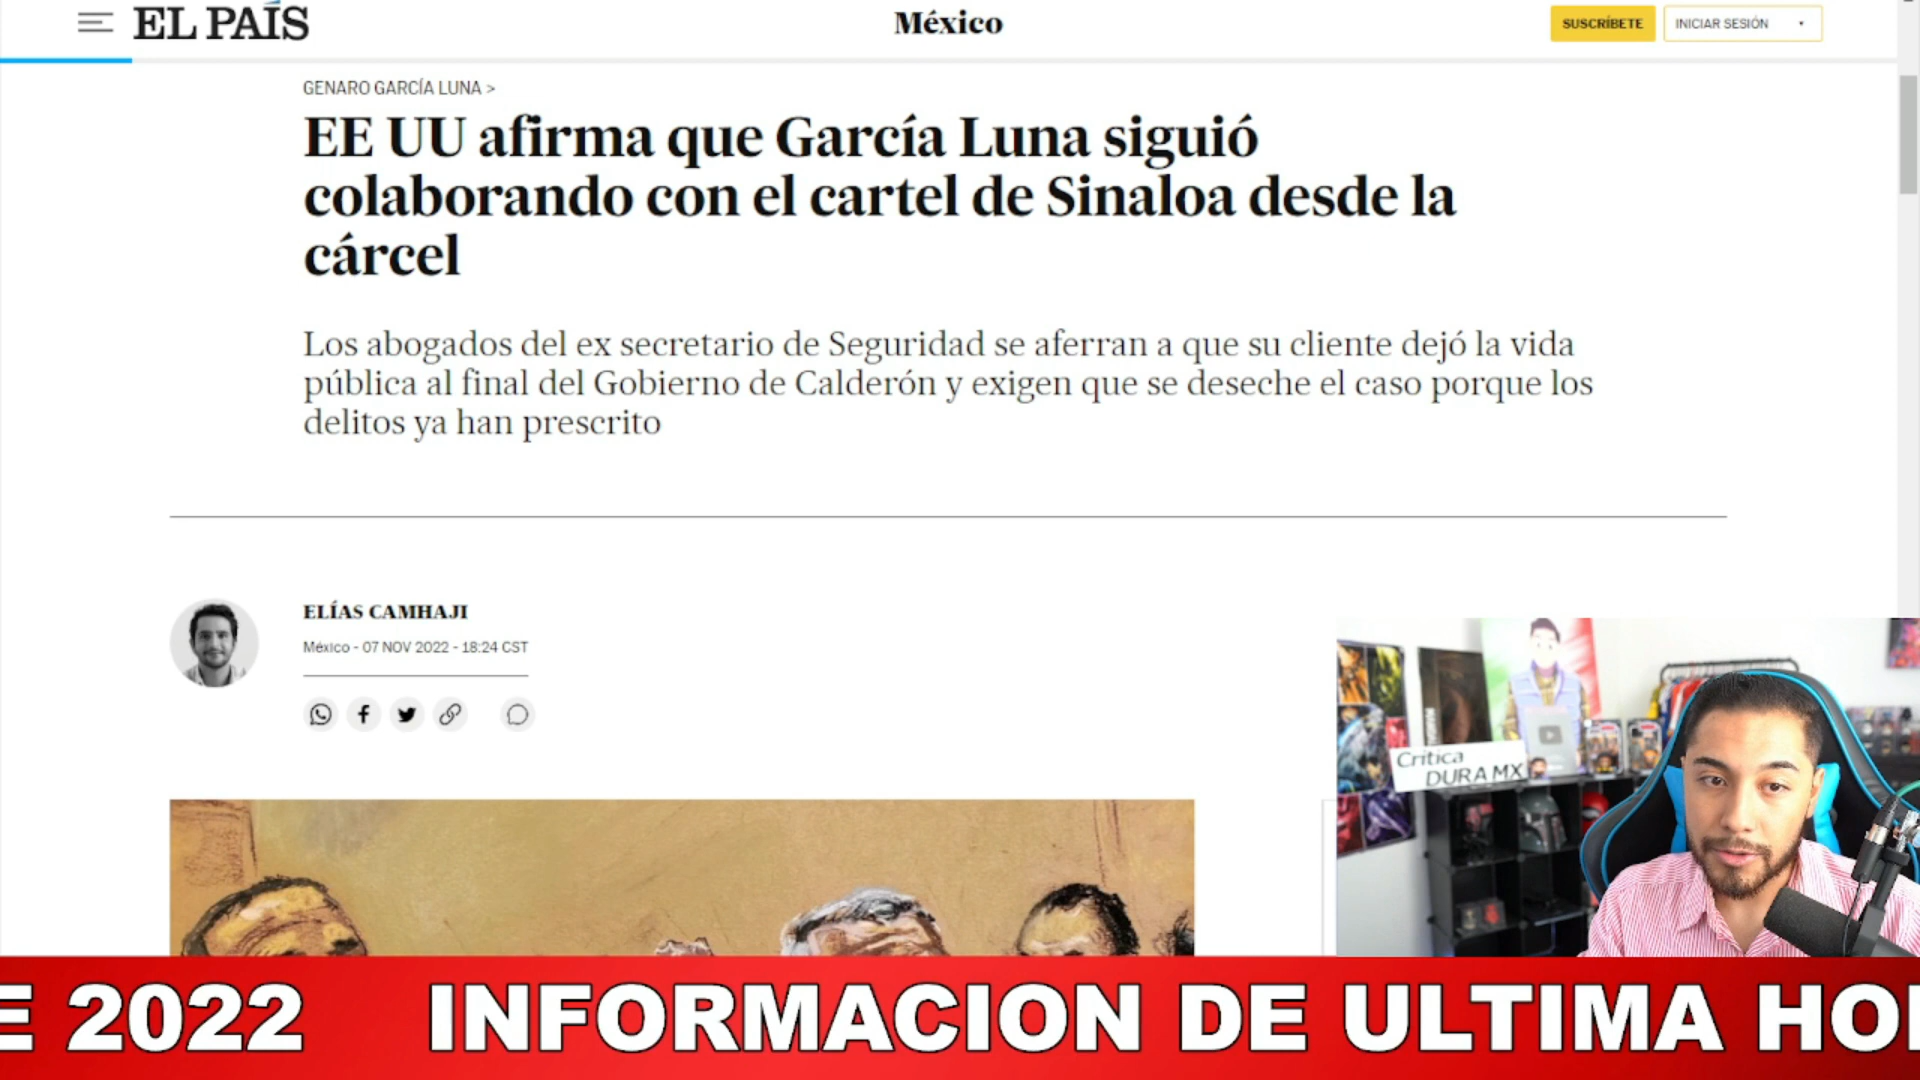 EL PAÍS
México
SUSCRÍBETE
INICIAR SESIÓN
GENARO GARCÍA LUNA >
EE UU afirma que García Luna siguió
colaborando con el cartel de Sinaloa desde la
cárcel
Los abogados del ex secretario de Seguridad se aferran a que su cliente dejó la vida
pública al final del Gobierno de Calderón y exigen que se deseche el caso porque los
delitos ya han prescrito
ELÍAS CAMHAJI
México - 07 NOV 2022 - 18:24 CST
Crítica
DURA MX
E 2022 INFORMACION DE ULTIMA HO